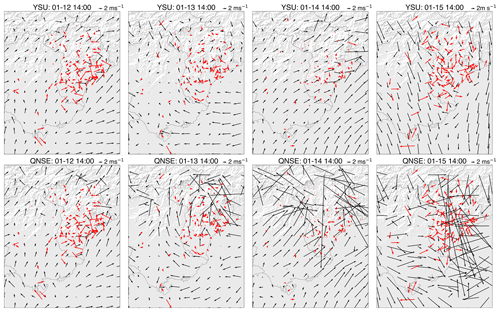 YSU: 01-12 14:00 – 2 ms⁻¹
YSU: 01-13 14:00 – 2 ms⁻¹
YSU: 01-14 14:00 – 2 ms⁻¹
YSU: 01-15 14:00 – 2 ms⁻¹
QNSE: 01-12 14:00 – 2 ms⁻¹
QNSE: 01-13 14:00 – 2 ms⁻¹
QNSE: 01-14 14:00 – 2 ms⁻¹
QNSE: 01-15 14:00 – 2 ms⁻¹